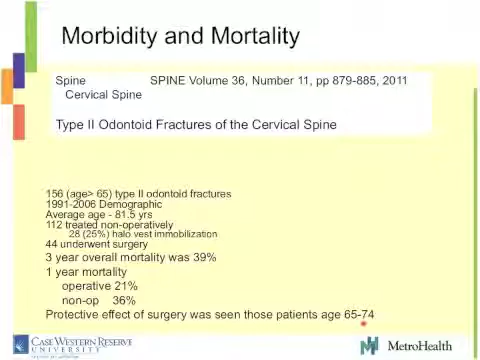 Morbidity and Mortality
Spine SPINE Volume 36, Number 11, pp 879-885, 2011
Cervical Spine
Type II Odontoid Fractures of the Cervical Spine
156 (age> 65) type II odontoid fractures
1991-2006 Demographic
Average age - 81.5 yrs
112 treated non-operatively
28 (25%) halo vest immobilization
44 underwent surgery
3 year overall mortality was 39%
1 year mortality
operative 21%
non-op 36%
Protective effect of surgery was seen those patients age 65-74
CASE WESTERN RESERVE
UNIVERSITY
MetroHealth